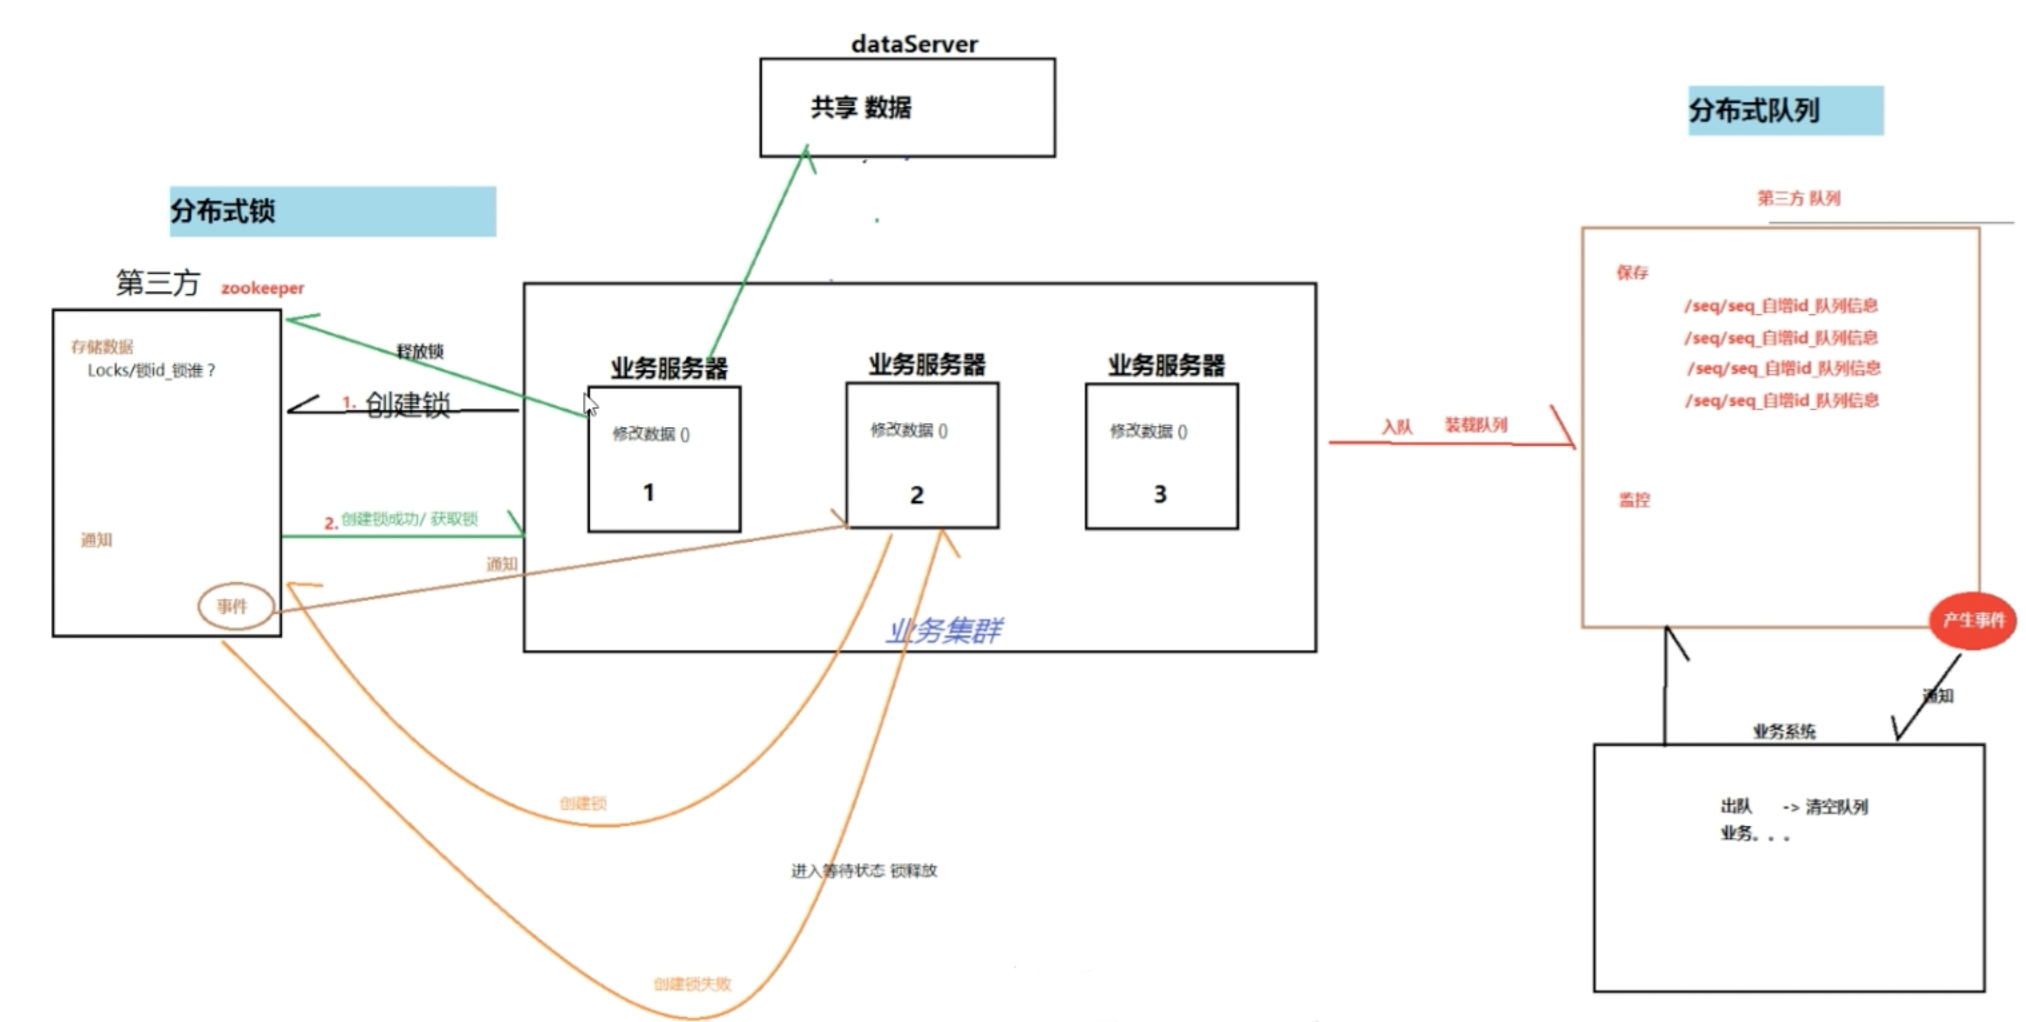 dataServer
共享 数据
分布式锁
第三方 zookeeper
存储数据
Locks/锁id_锁谁？
通知
事件
释放锁
1. 创建锁
2. 创建锁成功/ 获取锁
通知
业务服务器
修改数据 ()
1
业务服务器
修改数据 ()
2
业务服务器
修改数据 ()
3
业务集群
创建锁
进入等待状态 锁释放
创建锁失败
入队 装载队列
分布式队列
第三方 队列
保存
/seq/seq_自增id_队列信息
/seq/seq_自增id_队列信息
/seq/seq_自增id_队列信息
/seq/seq_自增id_队列信息
监控
产生事件
通知
业务系统
出队 -> 清空队列
业务。。。